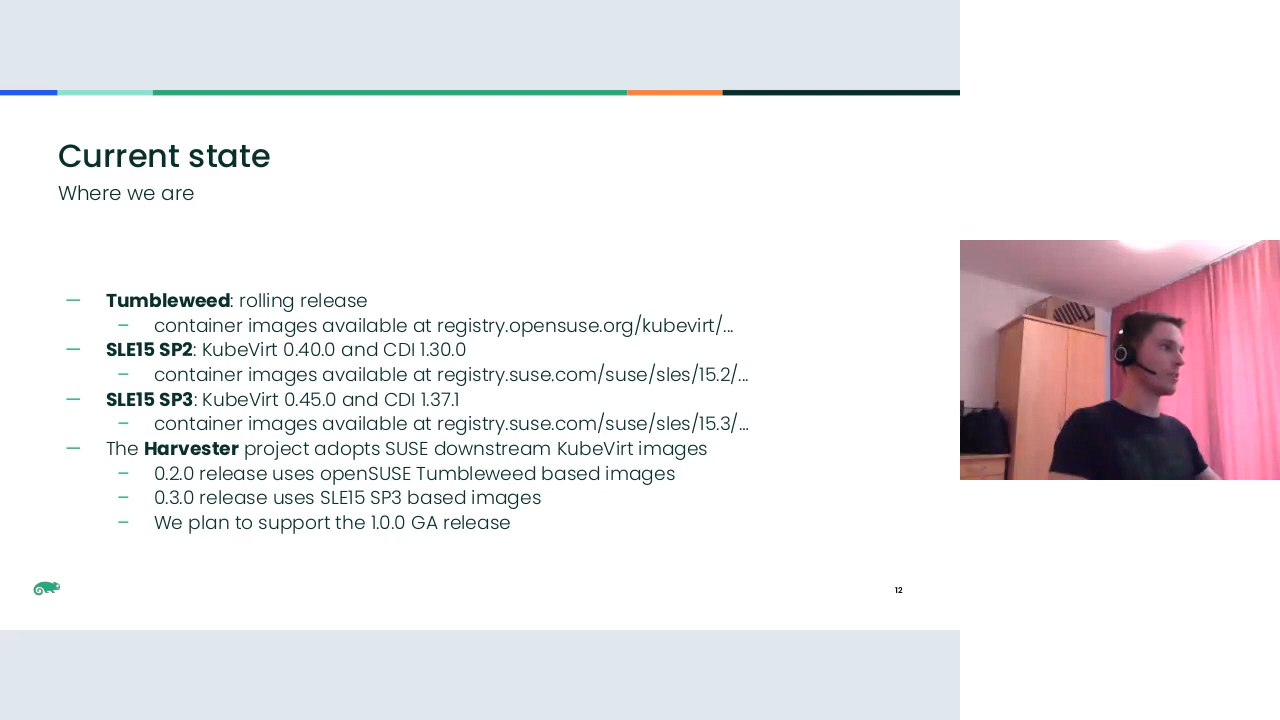 Current state
Where we are
— Tumbleweed: rolling release
– container images available at registry.opensuse.org/kubevirt/...
— SLE15 SP2: KubeVirt 0.40.0 and CDI 1.30.0
– container images available at registry.suse.com/suse/sles/15.2/...
— SLE15 SP3: KubeVirt 0.45.0 and CDI 1.37.1
– container images available at registry.suse.com/suse/sles/15.3/...
— The Harvester project adopts SUSE downstream KubeVirt images
– 0.2.0 release uses openSUSE Tumbleweed based images
– 0.3.0 release uses SLE15 SP3 based images
– We plan to support the 1.0.0 GA release
12